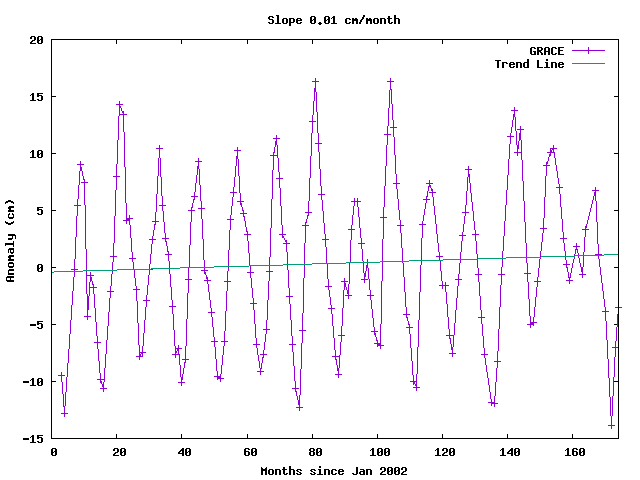 Slope 0.01 cm/month
GRACE
Trend Line
20
15
10
5
0
-5
-10
-15
Anomaly (cm)
0 20 40 60 80 100 120 140 160
Months since Jan 2002